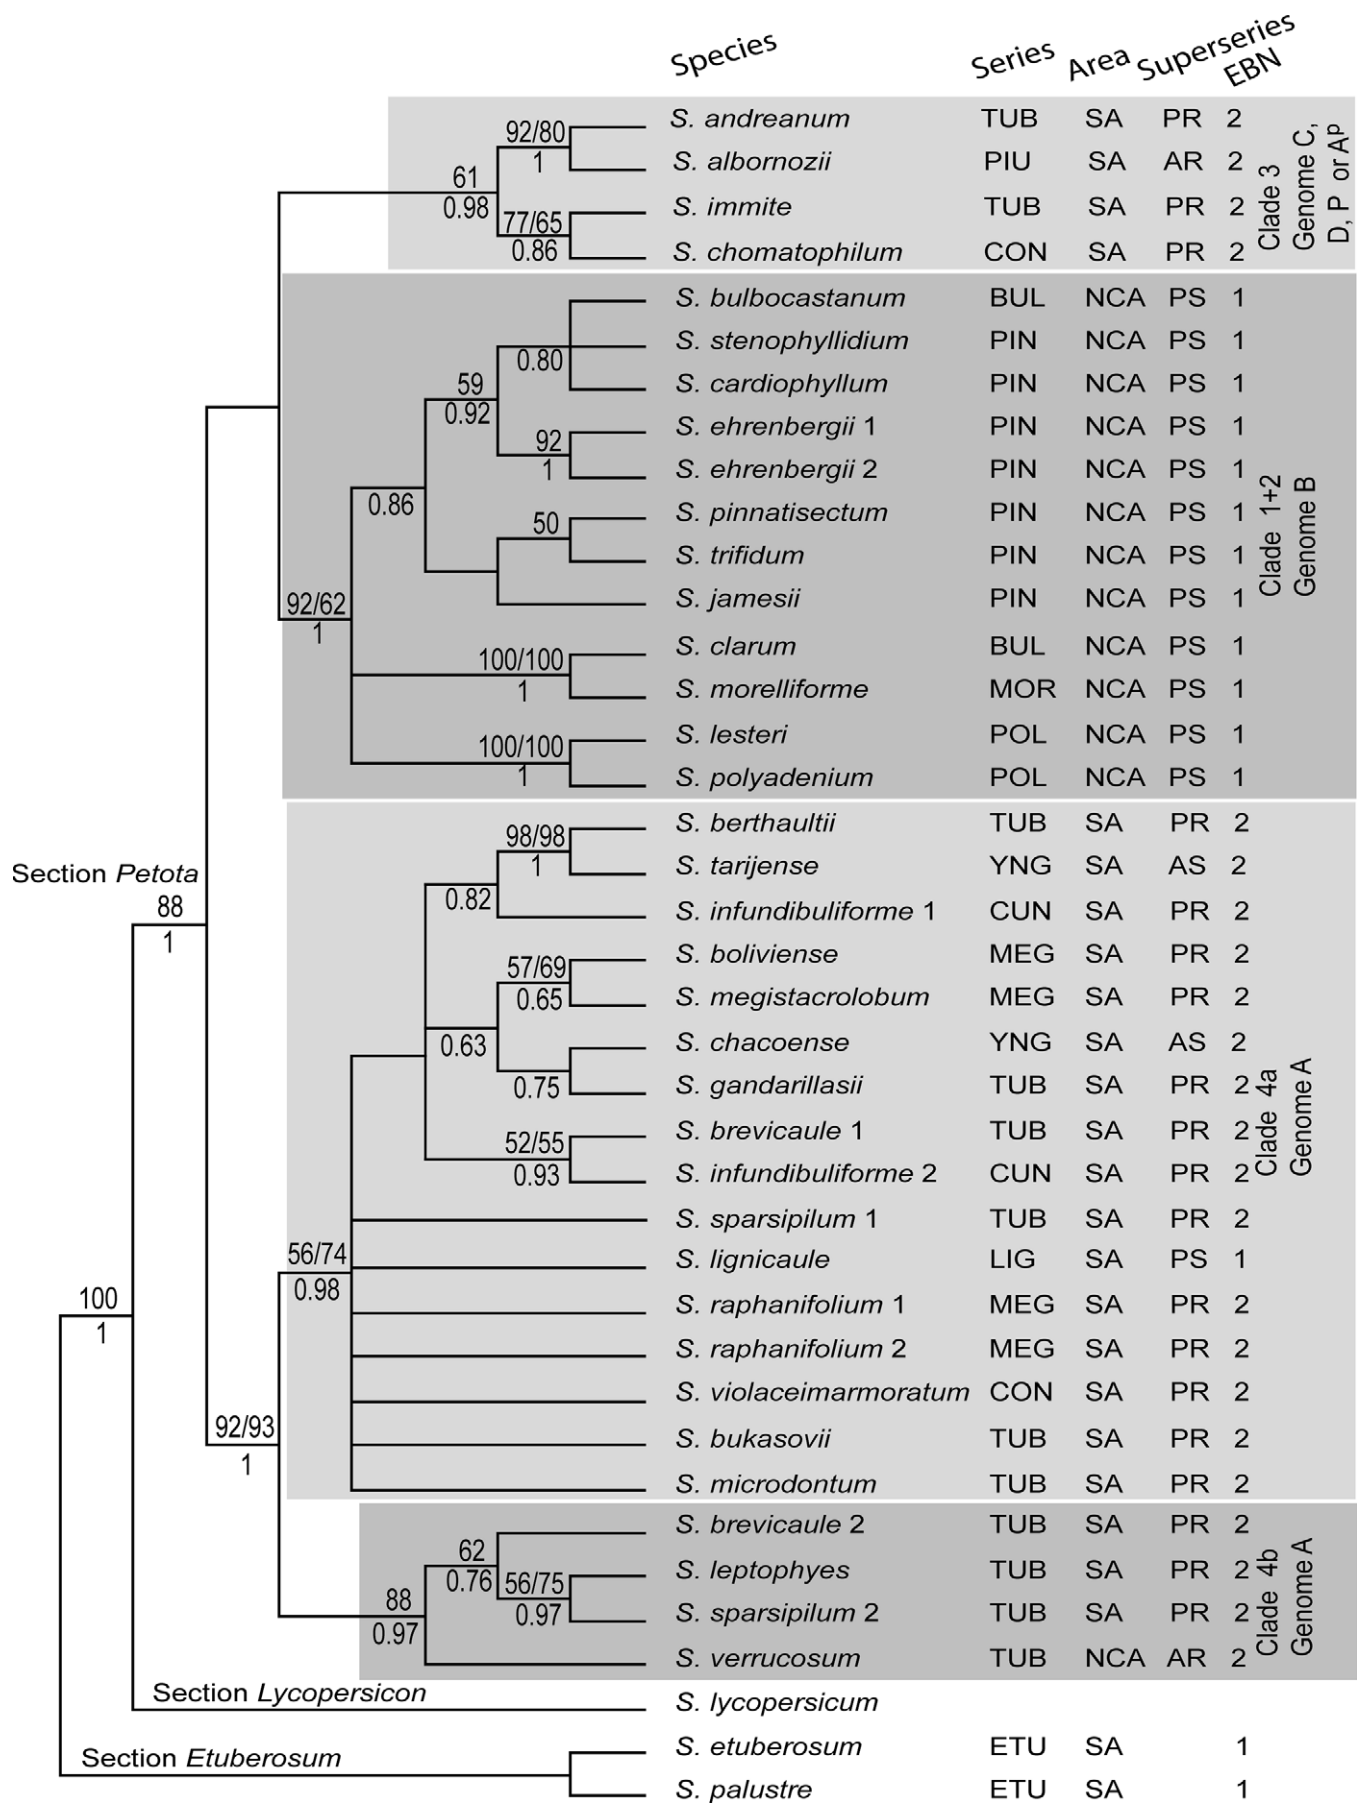 Species Series Area Superseries EBN
S. andreanum TUB SA PR 2
92/80
1
S. albornozii PIU SA AR 2
61
0.98
S. immite TUB SA PR 2
77/65
0.86
S. chomatophilum CON SA PR 2
Clade 3
Genome C,
D, P or Aᵖ
S. bulbocastanum BUL NCA PS 1
S. stenophyllidium PIN NCA PS 1
0.80
S. cardiophyllum PIN NCA PS 1
59
0.92
S. ehrenbergii 1 PIN NCA PS 1
92
1
S. ehrenbergii 2 PIN NCA PS 1
0.86
S. pinnatisectum PIN NCA PS 1
50
S. trifidum PIN NCA PS 1
S. jamesii PIN NCA PS 1
92/62
1
S. clarum BUL NCA PS 1
100/100
1
S. morelliforme MOR NCA PS 1
S. lesteri POL NCA PS 1
100/100
1
S. polyadenium POL NCA PS 1
Clade 1+2
Genome B
S. berthaultii TUB SA PR 2
98/98
1
S. tarijense YNG SA AS 2
0.82
S. infundibuliforme 1 CUN SA PR 2
Section Petota
88
1
S. boliviense MEG SA PR 2
57/69
0.65
S. megistacrolobum MEG SA PR 2
0.63
S. chacoense YNG SA AS 2
0.75
S. gandarillasii TUB SA PR 2
S. brevicaule 1 TUB SA PR 2
52/55
0.93
S. infundibuliforme 2 CUN SA PR 2
S. sparsipilum 1 TUB SA PR 2
56/74
0.98
S. lignicaule LIG SA PS 1
100
1
S. raphanifolium 1 MEG SA PR 2
S. raphanifolium 2 MEG SA PR 2
S. violaceimarmoratum CON SA PR 2
92/93
1
S. bukasovii TUB SA PR 2
S. microdontum TUB SA PR 2
Clade 4a
Genome A
S. brevicaule 2 TUB SA PR 2
62
0.76
S. leptophyes TUB SA PR 2
56/75
0.97
88
0.97
S. sparsipilum 2 TUB SA PR 2
S. verrucosum TUB NCA AR 2
Clade 4b
Genome A
Section Lycopersicon
S. lycopersicum
S. etuberosum ETU SA 1
Section Etuberosum
S. palustre ETU SA 1